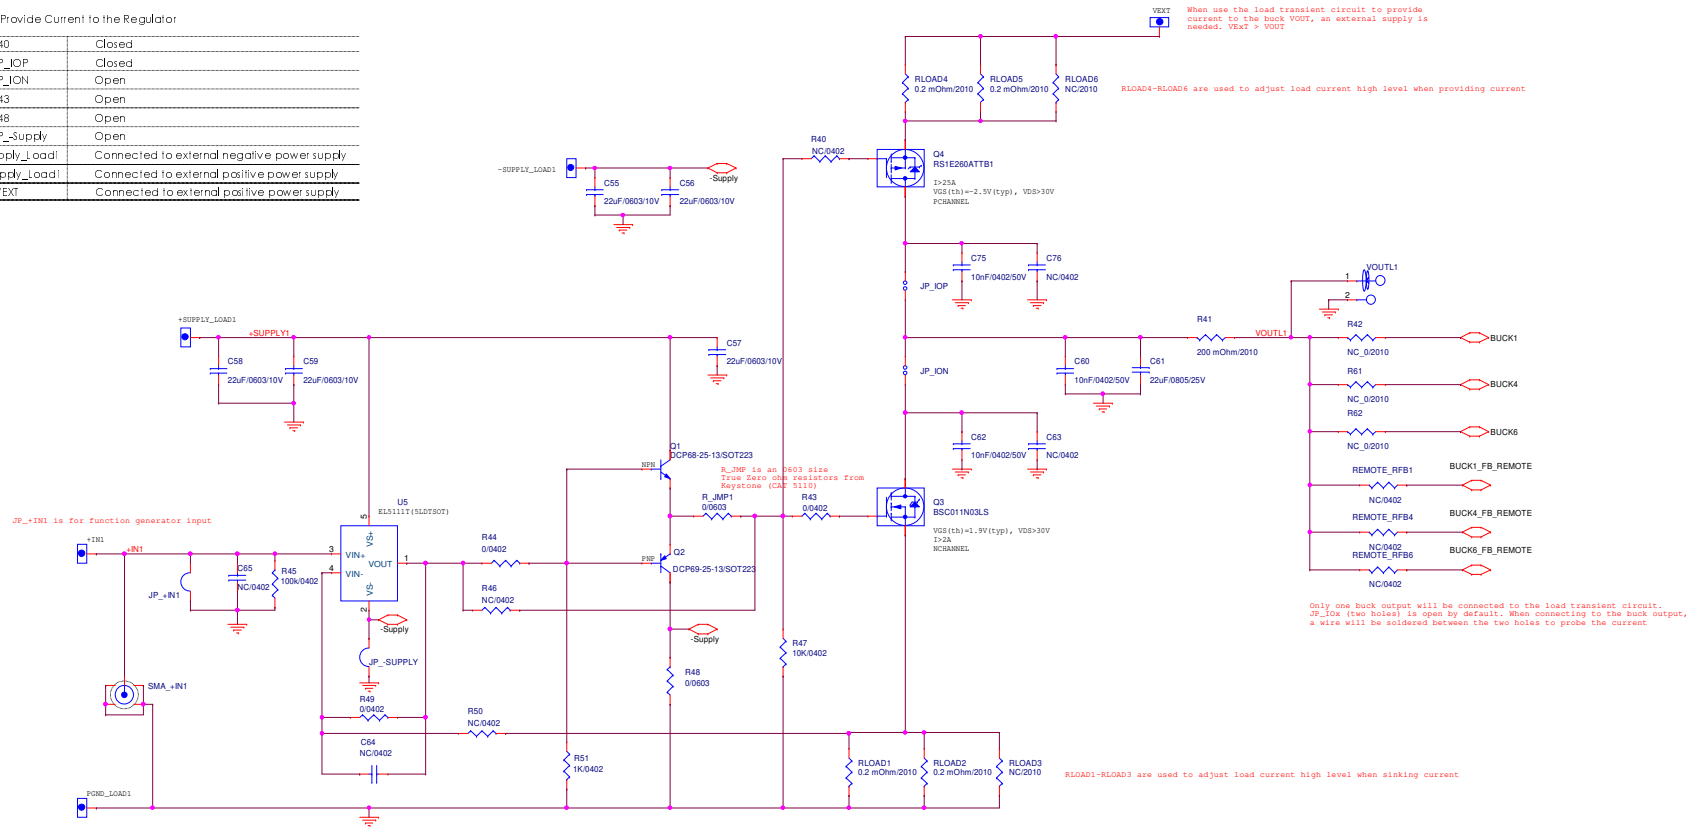 Provide Current to the Regulator
40 Closed
P_IOP Closed
P_ION Open
43 Open
48 Open
P_-Supply Open
pply_Load1 Connected to external negative power supply
pply_Load1 Connected to external positive power supply
VEXT Connected to external positive power supply
VEXT
When use the load transient circuit to provide
current to the buck VOUT, an external supply is
needed. VExT > VOUT
RLOAD4
0.2 mOhm/2010
RLOAD5
0.2 mOhm/2010
RLOAD6
NC/2010
RLOAD4-RLOAD6 are used to adjust load current high level when providing current
R40
NC/0402
Q4
RS1E260ATTB1
I>25A
VGS(th)=-2.5V(typ), VDS>30V
PCHANNEL
-SUPPLY_LOAD1
-Supply
C55
22uF/0603/10V
C56
22uF/0603/10V
C75
10nF/0402/50V
C76
NC/0402
JP_IOP
VOUTL1
1
2
+SUPPLY_LOAD1
+SUPPLY1
C58
22uF/0603/10V
C59
22uF/0603/10V
C57
22uF/0603/10V
R41
200 mOhm/2010
VOUTL1
R42
NC_0/2010
BUCK1
JP_ION
C60
10nF/0402/50V
C61
22uF/0805/25V
R61
NC_0/2010
BUCK4
R62
NC_0/2010
BUCK6
C62
10nF/0402/50V
C63
NC/0402
Q1
DCP68-25-13/SOT223
NPN
R_JMP is an 0603 size
True Zero ohm resistors from
Keystone (CAT 5110)
R_JMP1
0/0603
R43
0/0402
Q3
BSC011N03LS
VGS(th)=1.9V(typ), VDS>30V
I>2A
NCHANNEL
REMOTE_RFB1
NC/0402
BUCK1_FB_REMOTE
REMOTE_RFB4
NC/0402
BUCK4_FB_REMOTE
REMOTE_RFB6
NC/0402
BUCK6_FB_REMOTE
Only one buck output will be connected to the load transient circuit.
JP_IOx (two holes) is open by default. When connecting to the buck output,
a wire will be soldered between the two holes to probe the current
JP_+IN1 is for function generator input
+IN1
+IN1
JP_+IN1
C65
NC/0402
R45
100k/0402
U5
EL5111T(5LDTSOT)
5
VS+
3
VIN+
4
VIN-
VOUT
1
VS-
2
-Supply
JP_-SUPPLY
R44
0/0402
R46
NC/0402
PNP
Q2
DCP69-25-13/SOT223
-Supply
R47
10K/0402
R48
0/0603
SMA_+IN1
R49
0/0402
R50
NC/0402
C64
NC/0402
R51
1K/0402
RLOAD1
0.2 mOhm/2010
RLOAD2
0.2 mOhm/2010
RLOAD3
NC/2010
RLOAD1-RLOAD3 are used to adjust load current high level when sinking current
PGND_LOAD1